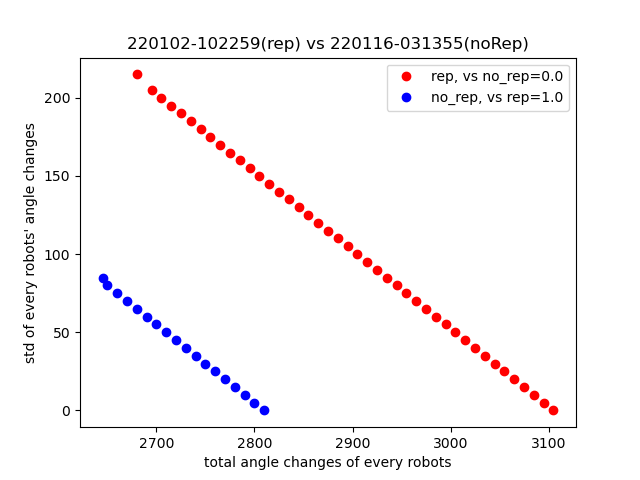 220102-102259(rep) vs 220116-031355(noRep)
rep, vs no_rep=0.0
no_rep, vs rep=1.0
std of every robots' angle changes
200
150
100
50
0
2700 2800 2900 3000 3100
total angle changes of every robots